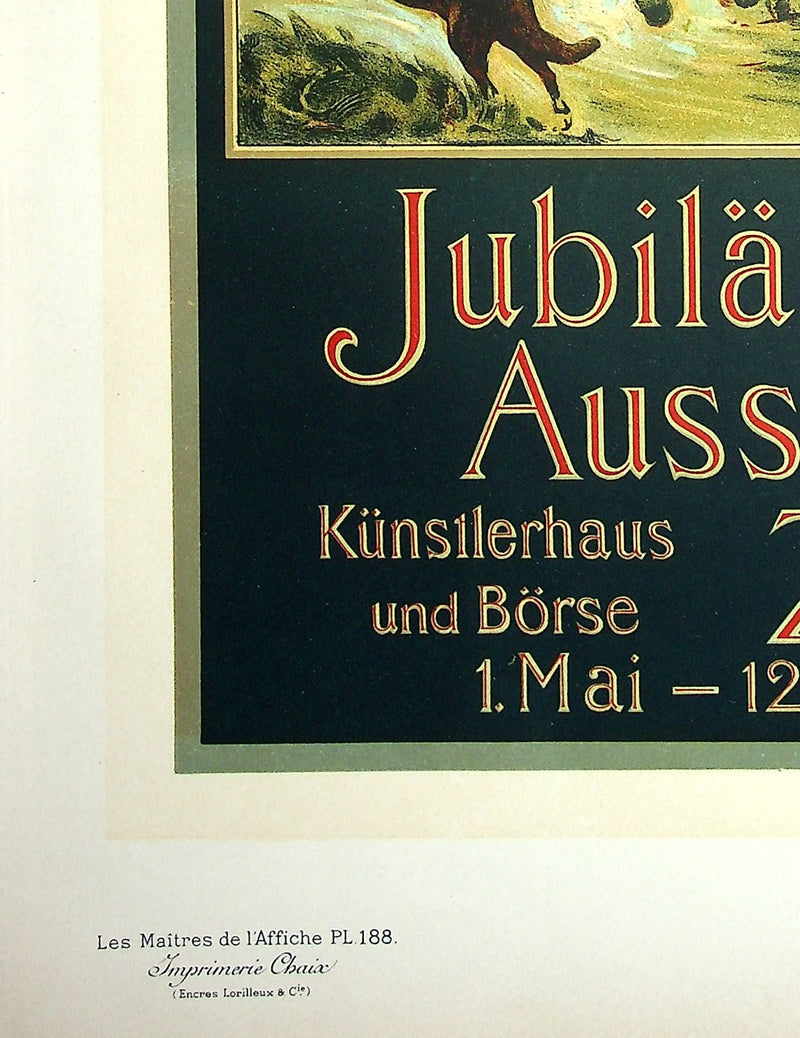 Jubilä
Auss
Künstlerhaus
und Börse
1. Mai – 12
Les Maîtres de l'Affiche PL.188.
Imprimerie Chaix
(Encres Lorilleux & Cie)